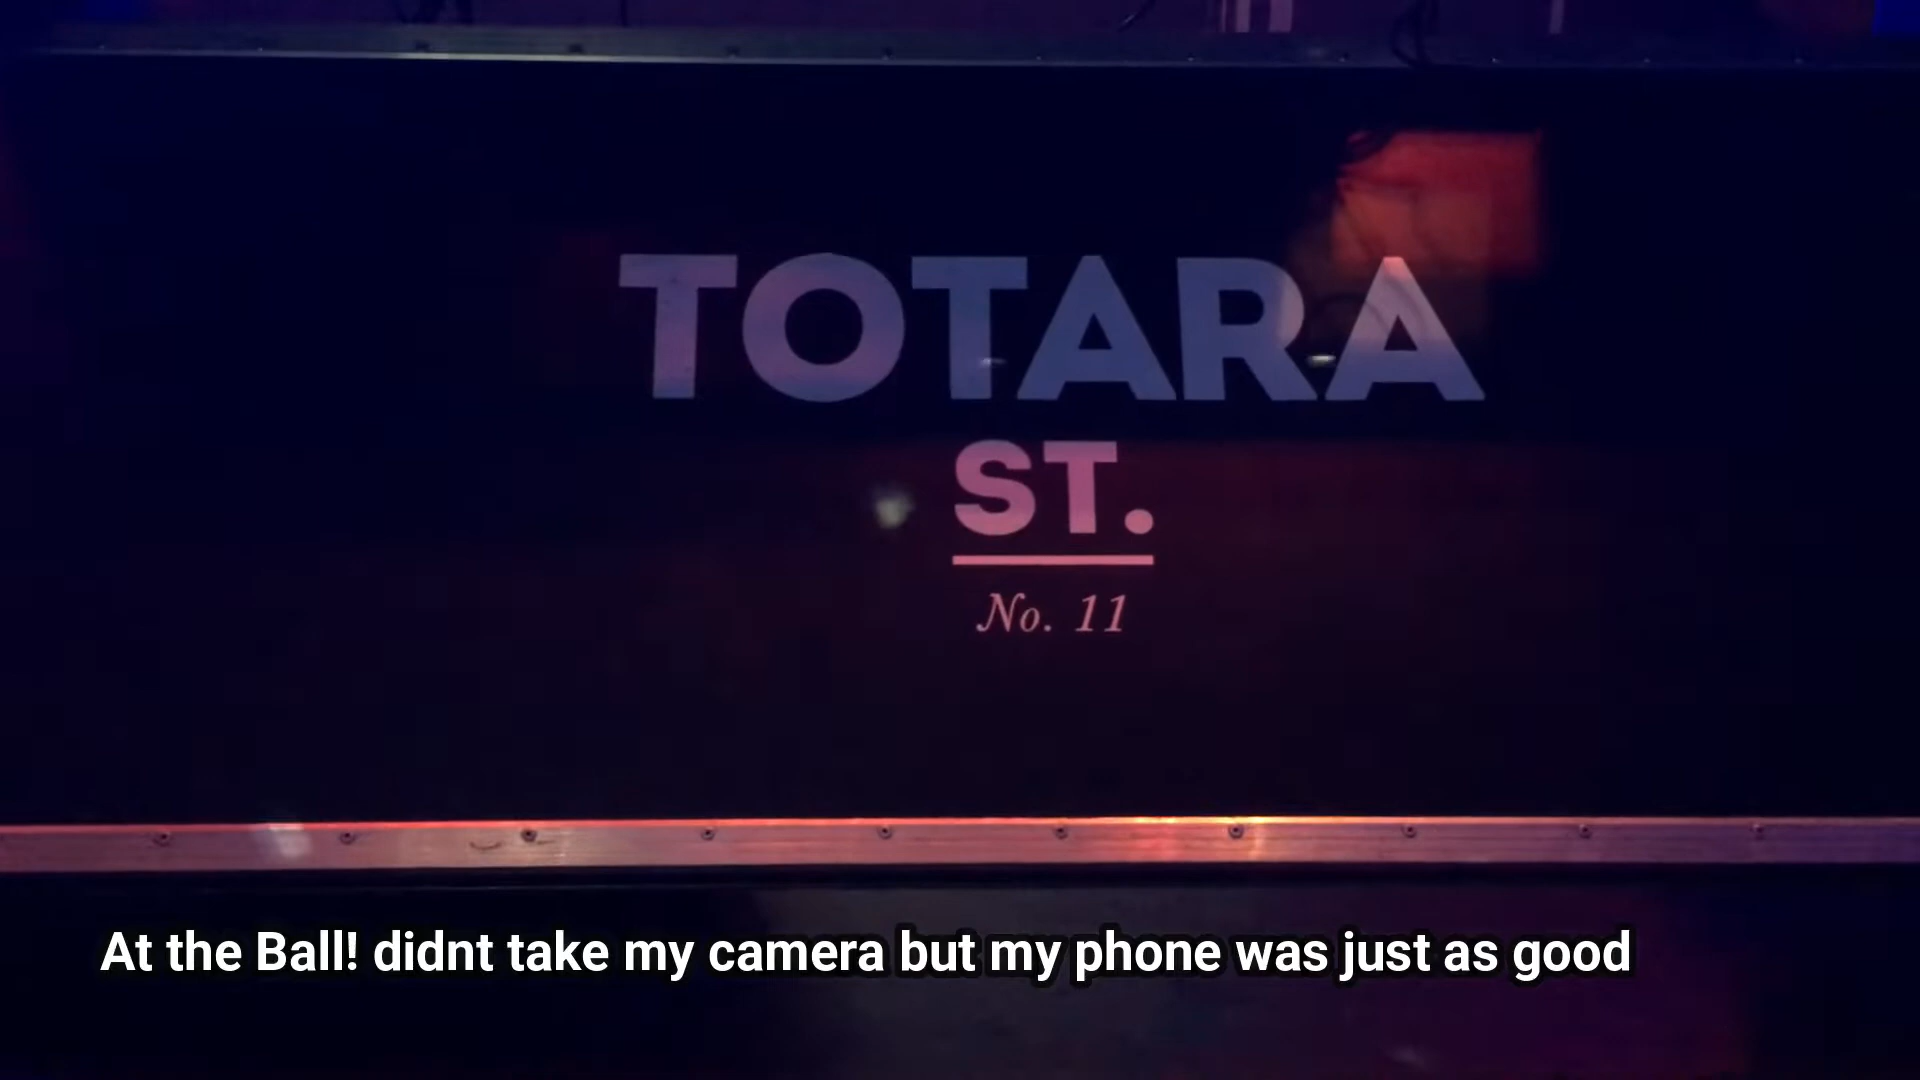 TOTARA
ST.
No. 11
At the Ball! didnt take my camera but my phone was just as good